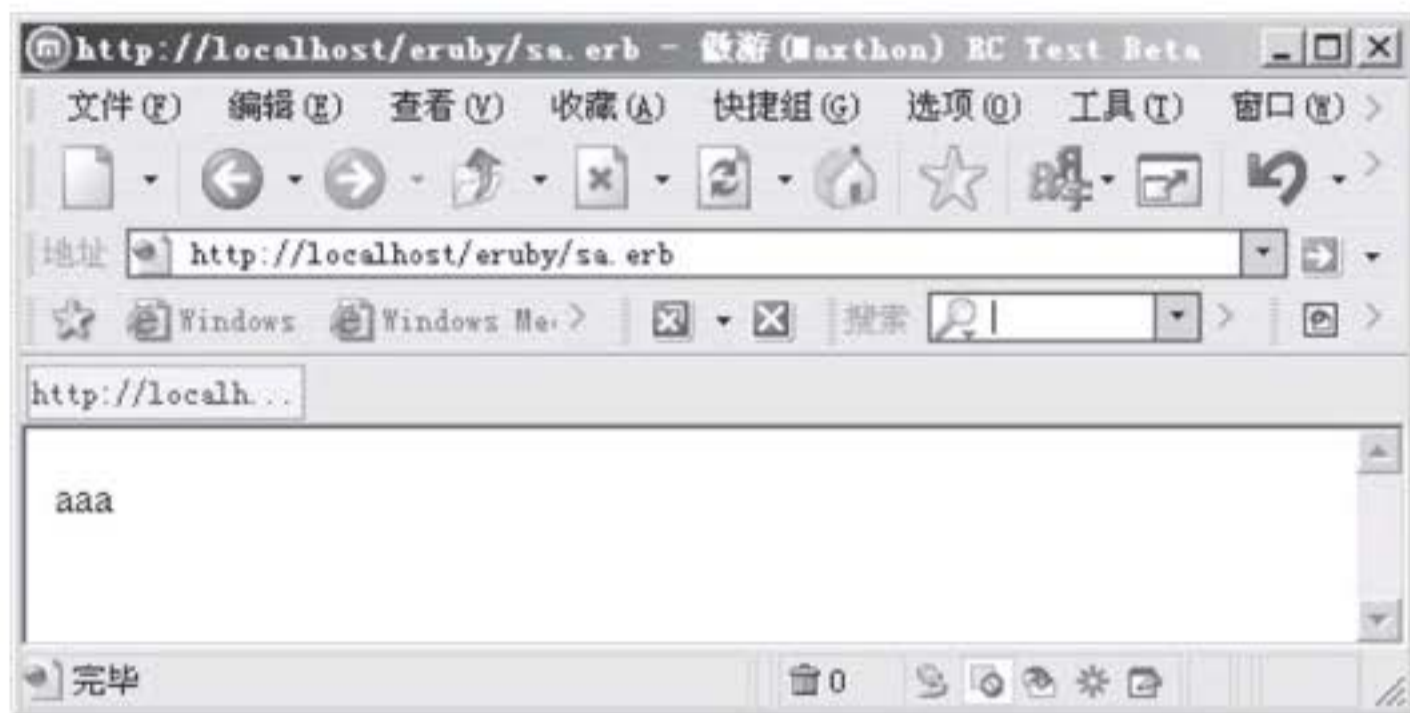 http://localhost/eruby/sa.erb - 傲游(Maxthon) RC Test Beta
文件(F) 编辑(E) 查看(V) 收藏(A) 快捷组(G) 选项(O) 工具(T) 窗口(W) >
地址 http://localhost/eruby/sa.erb
Windows Windows Me 搜索
http://localh...
aaa
完毕 0